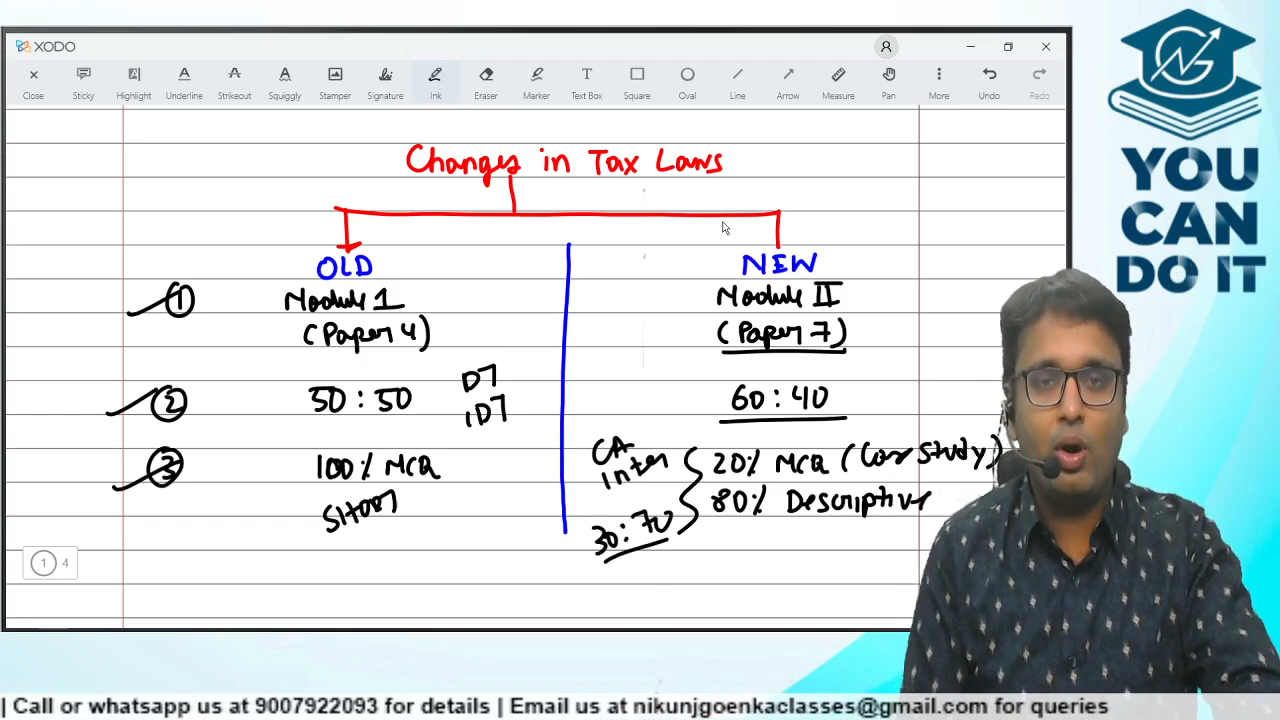 XODO
Close Sticky Highlight Underline Strikeout Squiggly Stamper Signature Ink Eraser Marker Text Box Square Oval Line Arrow Measure Pan More Undo Redo
Changes in Tax Laws
OLD
NEW
1
Module 1
(Paper 4)
Module II
(Paper 7)
2
50 : 50
DT
IDT
60 : 40
3
100% MCQ
SHORT
CA
Inter
30:70
20% MCQ (Case Study)
80% Descriptive
1 4
NG
YOU
CAN
DO IT
| Call or whatsapp us at 9007922093 for details | Email us at nikunjgoenkaclasses@gmail.com for queries